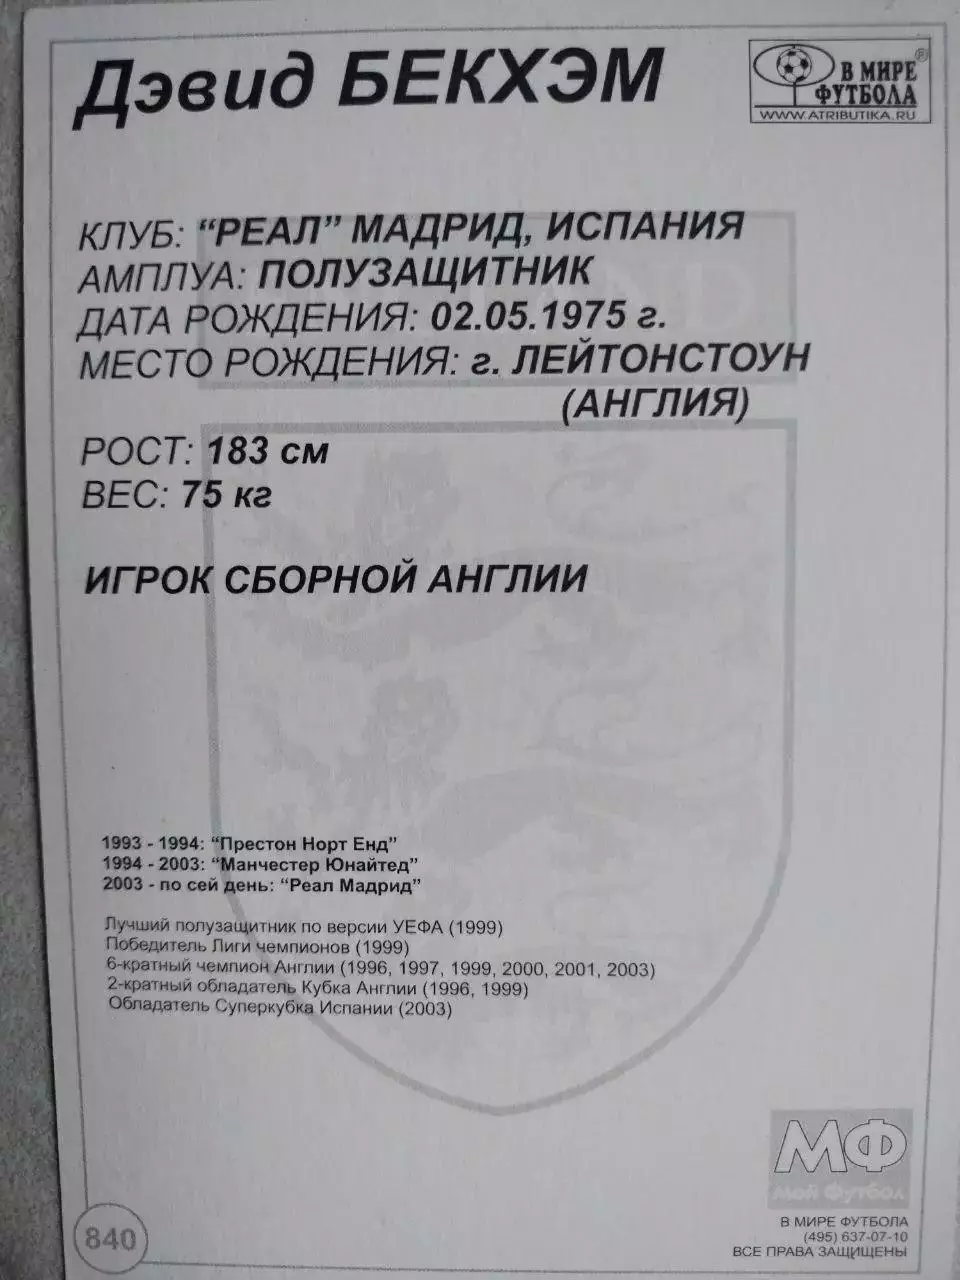 Дэвид БЕКХЭМ
В МИРЕ ®
ФУТБОЛА
WWW.ATRIBUTIKA.RU
КЛУБ: “РЕАЛ” МАДРИД, ИСПАНИЯ
АМПЛУА: ПОЛУЗАЩИТНИК
ДАТА РОЖДЕНИЯ: 02.05.1975 г.
МЕСТО РОЖДЕНИЯ: г. ЛЕЙТОНСТОУН
(АНГЛИЯ)
РОСТ: 183 см
ВЕС: 75 кг
ИГРОК СБОРНОЙ АНГЛИИ
1993 - 1994: “Престон Норт Енд”
1994 - 2003: “Манчестер Юнайтед”
2003 - по сей день: “Реал Мадрид”
Лучший полузащитник по версии УЕФА (1999)
Победитель Лиги чемпионов (1999)
6-кратный чемпион Англии (1996, 1997, 1999, 2000, 2001, 2003)
2-кратный обладатель Кубка Англии (1996, 1999)
Обладатель Суперкубка Испании (2003)
МФ
мой футбол
В МИРЕ ФУТБОЛА
(495) 637-07-10
ВСЕ ПРАВА ЗАЩИЩЕНЫ
840